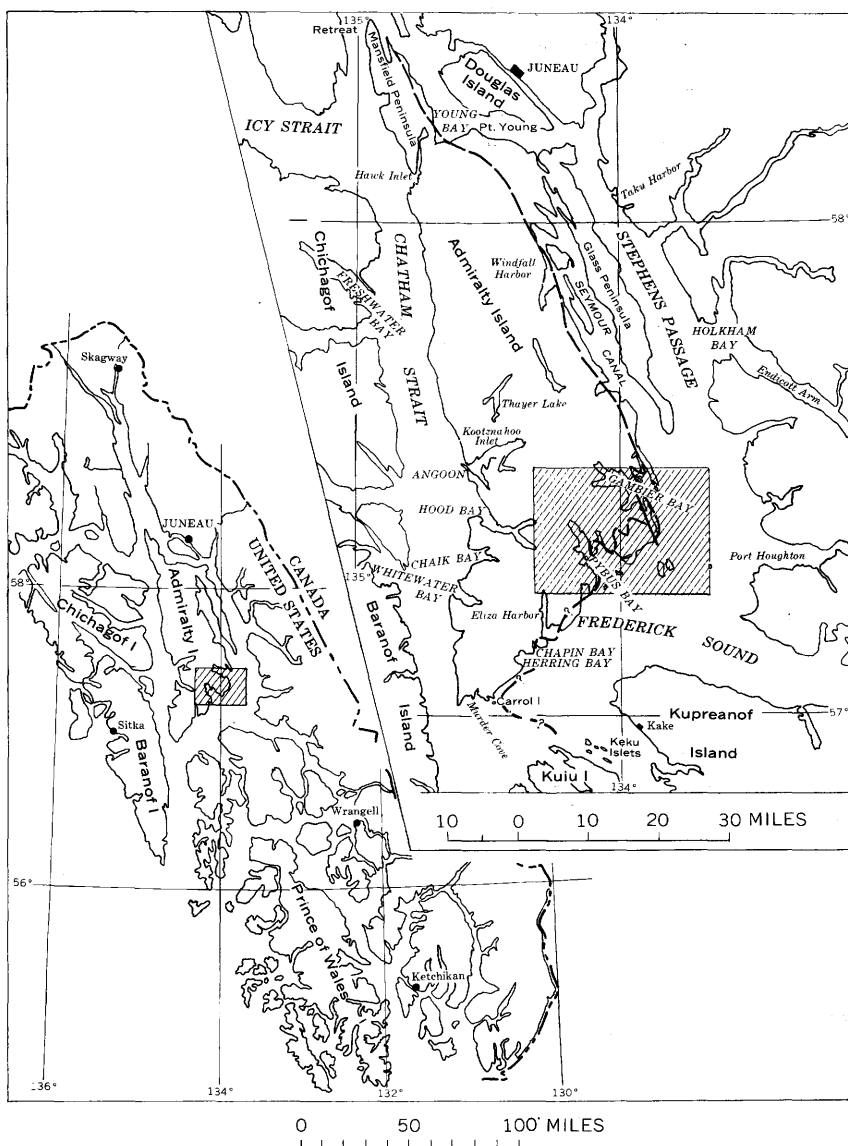 135°
134°
Retreat
Mansfield Peninsula
JUNEAU
Douglas
Island
YOUNG
BAY
Pt. Young
ICY STRAIT
Hawk Inlet
Taku Harbor
58°
Chichagof
Island
FRESHWATER
BAY
CHATHAM
STRAIT
Admiralty Island
Windfall
Harbor
SEYMOUR
CANAL
Glass Peninsula
STEPHENS PASSAGE
HOLKHAM
BAY
Endicott Arm
Thayer Lake
Kootznahoo
Inlet
ANGOON
HOOD BAY
GAMBIER BAY
PYBUS BAY
CHAIK BAY
WHITEWATER
BAY
135°
Port Houghton
Eliza Harbor
?
FREDERICK SOUND
CHAPIN BAY
HERRING BAY
?
Baranof
Island
Carrol I
Murder Cove
?
57°
Kupreanof
Island
Kake
Keku
Islets
Kuiu I
134°
10 0 10 20 30 MILES
Skagway
JUNEAU
CANADA
UNITED STATES
58°
Admiralty I
Chichagof I
Sitka
Baranof I
Wrangell
56°
Prince of Wales I
Ketchikan
136°
134°
132°
130°
0 50 100 MILES